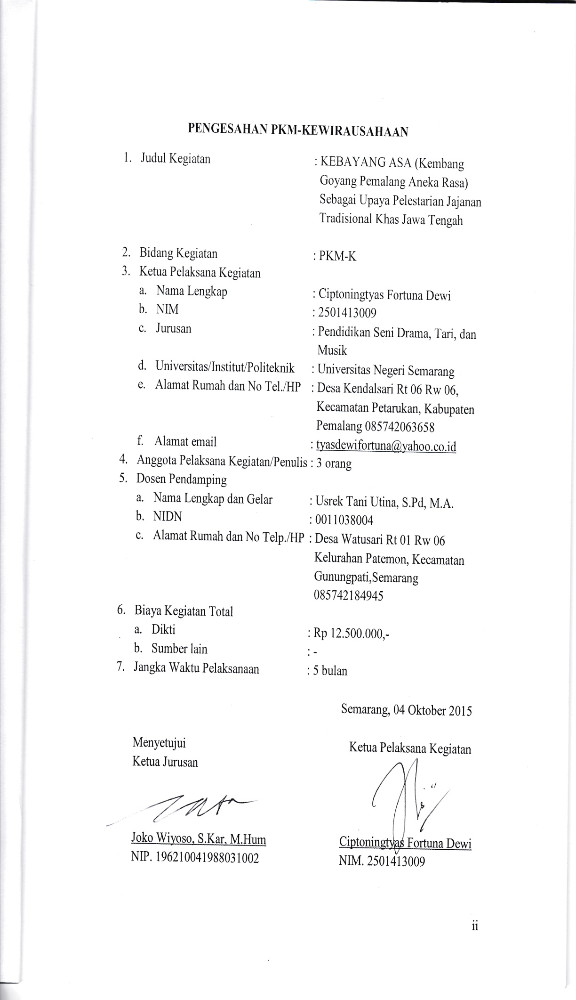 PENGESAHAN PKM-KEWIRAUSAHAAN
1. Judul Kegiatan : KEBAYANG ASA (Kembang
Goyang Pemalang Aneka Rasa)
Sebagai Upaya Pelestarian Jajanan
Tradisional Khas Jawa Tengah
2. Bidang Kegiatan : PKM-K
3. Ketua Pelaksana Kegiatan
a. Nama Lengkap : Ciptoningtyas Fortuna Dewi
b. NIM : 2501413009
c. Jurusan : Pendidikan Seni Drama, Tari, dan
Musik
d. Universitas/Institut/Politeknik : Universitas Negeri Semarang
e. Alamat Rumah dan No Tel./HP : Desa Kendalsari Rt 06 Rw 06,
Kecamatan Petarukan, Kabupaten
Pemalang 085742063658
f. Alamat email : tyasdewifortuna@yahoo.co.id
4. Anggota Pelaksana Kegiatan/Penulis : 3 orang
5. Dosen Pendamping
a. Nama Lengkap dan Gelar : Usrek Tani Utina, S.Pd, M.A.
b. NIDN : 0011038004
c. Alamat Rumah dan No Telp./HP : Desa Watusari Rt 01 Rw 06
Kelurahan Patemon, Kecamatan
Gunungpati,Semarang
085742184945
6. Biaya Kegiatan Total
a. Dikti : Rp 12.500.000,-
b. Sumber lain : -
7. Jangka Waktu Pelaksanaan : 5 bulan
Semarang, 04 Oktober 2015
Menyetujui
Ketua Jurusan
Ketua Pelaksana Kegiatan
Joko Wiyoso, S.Kar, M.Hum
NIP. 196210041988031002
Ciptoningtyas Fortuna Dewi
NIM. 2501413009
ii